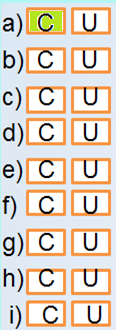 a) C U
b) C U
c) C U
d) C U
e) C U
f) C U
g) C U
h) C U
i) C U